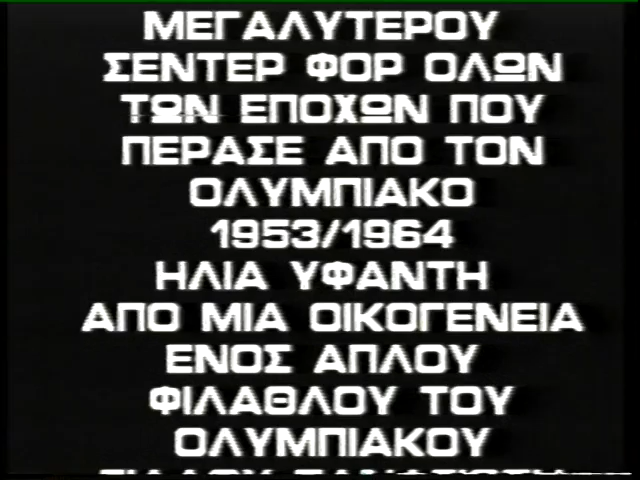 ΜΕΓΑΛΥΤΕΡΟΥ
ΣΕΝΤΕΡ ΦΟΡ ΟΛΩΝ
ΤΩΝ ΕΠΟΧΩΝ ΠΟΥ
ΠΕΡΑΣΕ ΑΠΟ ΤΟΝ
ΟΛΥΜΠΙΑΚΟ
1953/1964
ΗΛΙΑ ΥΦΑΝΤΗ
ΑΠΟ ΜΙΑ ΟΙΚΟΓΕΝΕΙΑ
ΕΝΟΣ ΑΠΛΟΥ
ΦΙΛΑΘΛΟΥ ΤΟΥ
ΟΛΥΜΠΙΑΚΟΥ